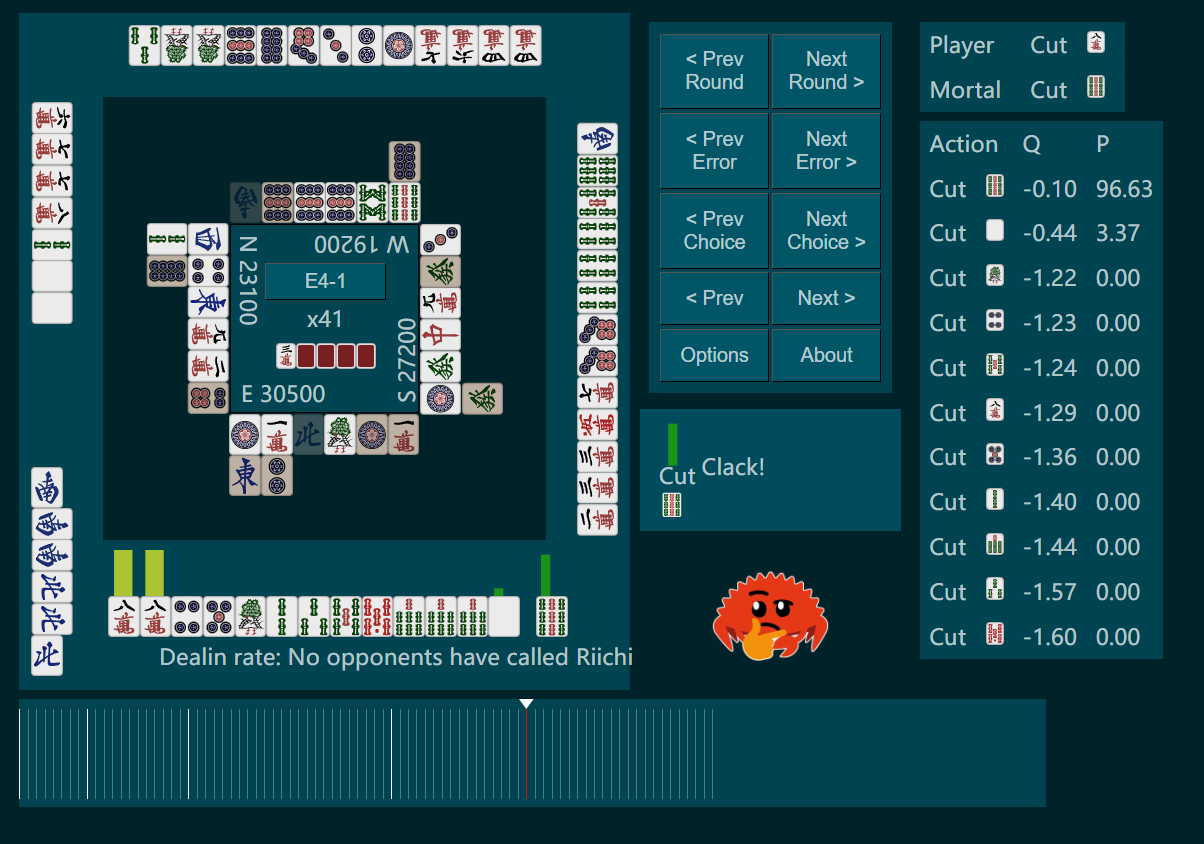 < Prev
Round
Next
Round >
< Prev
Error
Next
Error >
< Prev
Choice
Next
Choice >
< Prev
Next >
Options
About
Player Cut
Mortal Cut
Action Q P
Cut -0.10 96.63
Cut -0.44 3.37
Cut -1.22 0.00
Cut -1.23 0.00
Cut -1.24 0.00
Cut -1.29 0.00
Cut -1.36 0.00
Cut -1.40 0.00
Cut -1.44 0.00
Cut -1.57 0.00
Cut -1.60 0.00
W 19200
N 23100
E4-1
x41
S 27200
E 30500
Cut Clack!
Dealin rate: No opponents have called Riichi